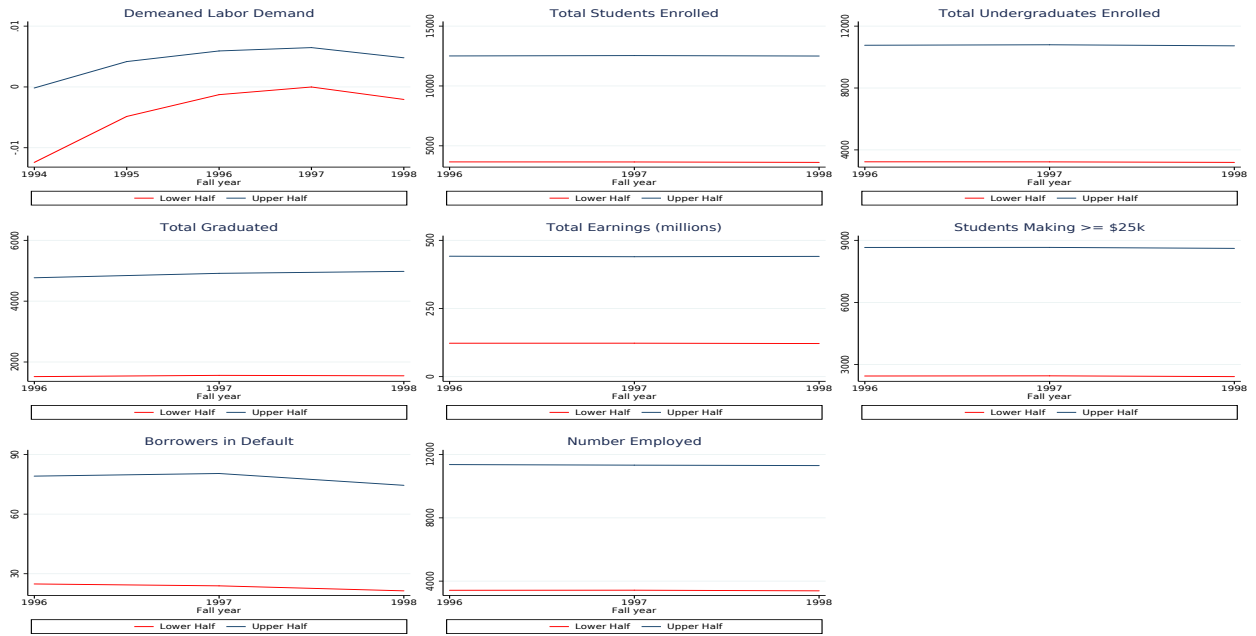 Demeaned Labor Demand
.01
0
-.01
1994 1995 1996 1997 1998
Fall year
Lower Half Upper Half
Total Students Enrolled
15000
10000
5000
1996 1997 1998
Fall year
Lower Half Upper Half
Total Undergraduates Enrolled
12000
8000
4000
1996 1997 1998
Fall year
Lower Half Upper Half
Total Graduated
6000
4000
2000
1996 1997 1998
Fall year
Lower Half Upper Half
Total Earnings (millions)
500
250
0
1996 1997 1998
Fall year
Lower Half Upper Half
Students Making >= $25k
9000
6000
3000
1996 1997 1998
Fall year
Lower Half Upper Half
Borrowers in Default
90
60
30
1996 1997 1998
Fall year
Lower Half Upper Half
Number Employed
12000
8000
4000
1996 1997 1998
Fall year
Lower Half Upper Half